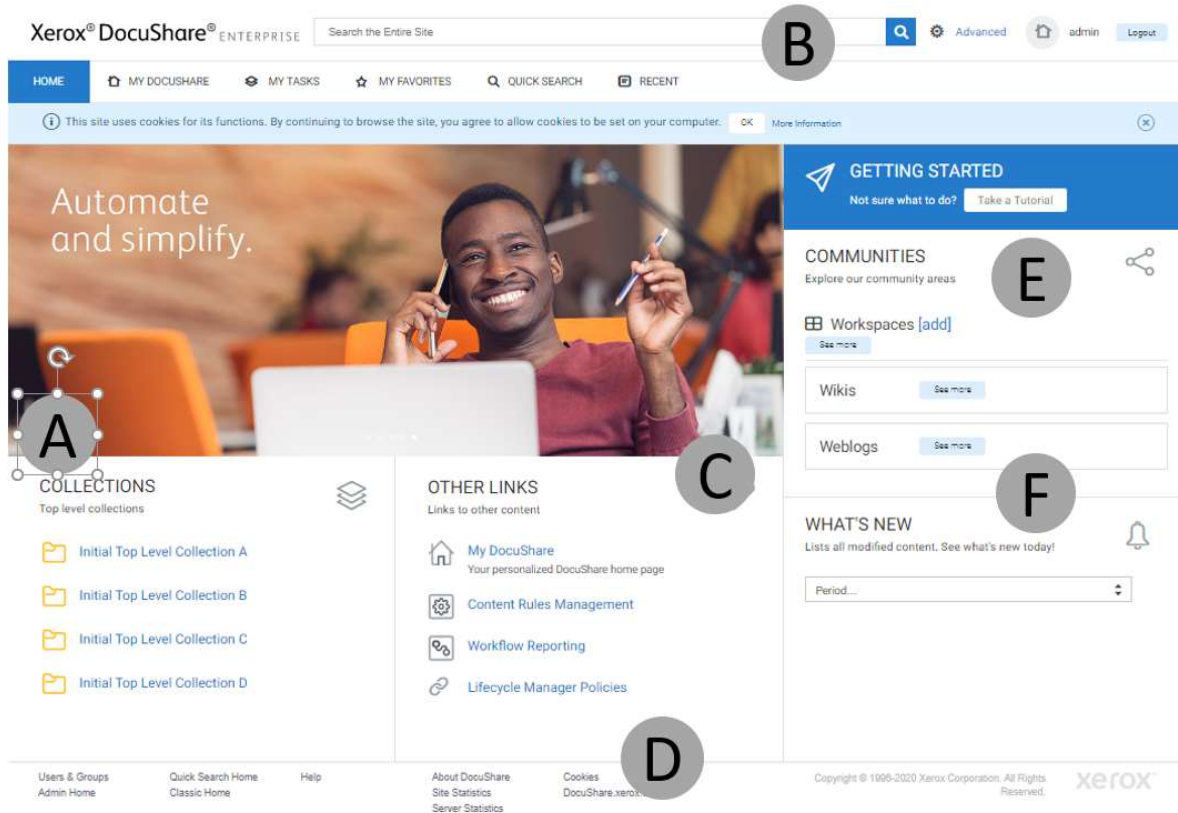 Xerox® DocuShare® ENTERPRISE
Search the Entire Site
B
Advanced
admin
Logout
HOME
MY DOCUSHARE
MY TASKS
MY FAVORITES
QUICK SEARCH
RECENT
This site uses cookies for its functions. By continuing to browse the site, you agree to allow cookies to be set on your computer. OK More Information
Automate
and simplify.
GETTING STARTED
Not sure what to do? Take a Tutorial
COMMUNITIES
Explore our community areas
E
Workspaces [add]
See more
Wikis See more
Weblogs See more
A
C
COLLECTIONS
Top level collections
Initial Top Level Collection A
Initial Top Level Collection B
Initial Top Level Collection C
Initial Top Level Collection D
OTHER LINKS
Links to other content
My DocuShare
Your personalized DocuShare home page
Content Rules Management
Workflow Reporting
Lifecycle Manager Policies
F
WHAT'S NEW
Lists all modified content. See what's new today!
Period...
D
Users & Groups
Admin Home
Quick Search Home
Classic Home
Help
About DocuShare
Site Statistics
Server Statistics
Cookies
DocuShare.xerox.
Copyright © 1996-2020 Xerox Corporation. All Rights
Reserved.
xerox™